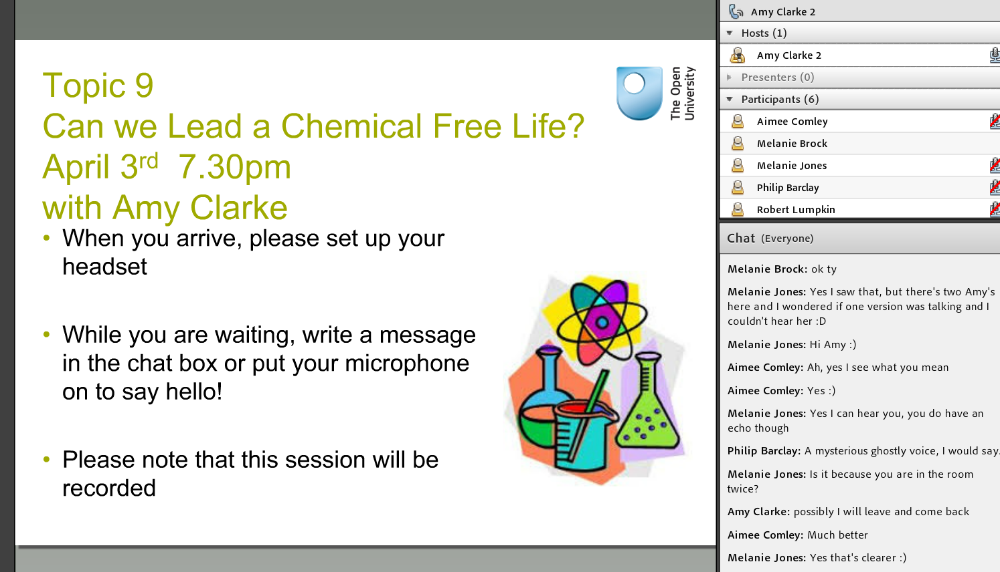 Topic 9
Can we Lead a Chemical Free Life?
April 3rd 7.30pm
with Amy Clarke
The Open
University
• When you arrive, please set up your
headset
• While you are waiting, write a message
in the chat box or put your microphone
on to say hello!
• Please note that this session will be
recorded
Amy Clarke 2
Hosts (1)
Amy Clarke 2
Presenters (0)
Participants (6)
Aimee Comley
Melanie Brock
Melanie Jones
Philip Barclay
Robert Lumpkin
Chat (Everyone)
Melanie Brock: ok ty
Melanie Jones: Yes I saw that, but there's two Amy's
here and I wondered if one version was talking and I
couldn't hear her :D
Melanie Jones: Hi Amy :)
Aimee Comley: Ah, yes I see what you mean
Aimee Comley: Yes :)
Melanie Jones: Yes I can hear you, you do have an
echo though
Philip Barclay: A mysterious ghostly voice, I would say.
Melanie Jones: Is it because you are in the room
twice?
Amy Clarke: possibly I will leave and come back
Aimee Comley: Much better
Melanie Jones: Yes that's clearer :)